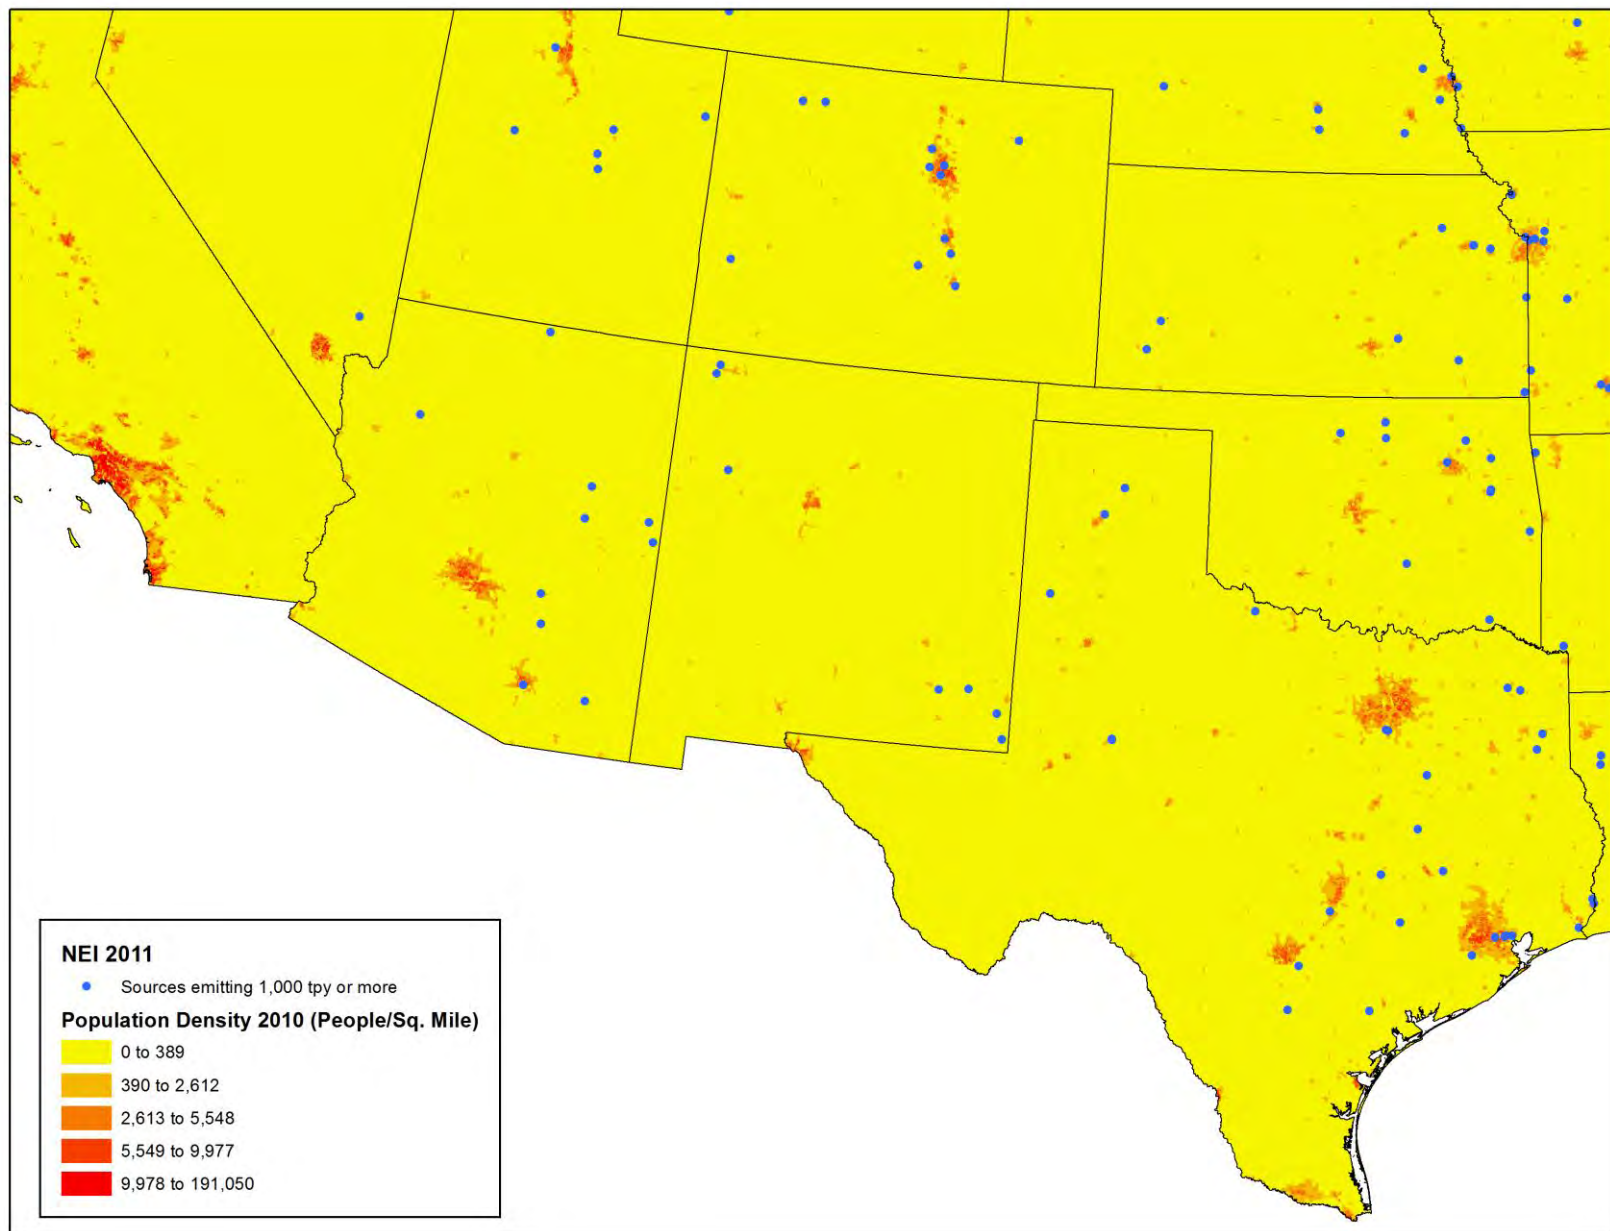 NEI 2011
Sources emitting 1,000 tpy or more
Population Density 2010 (People/Sq. Mile)
0 to 389
390 to 2,612
2,613 to 5,548
5,549 to 9,977
9,978 to 191,050